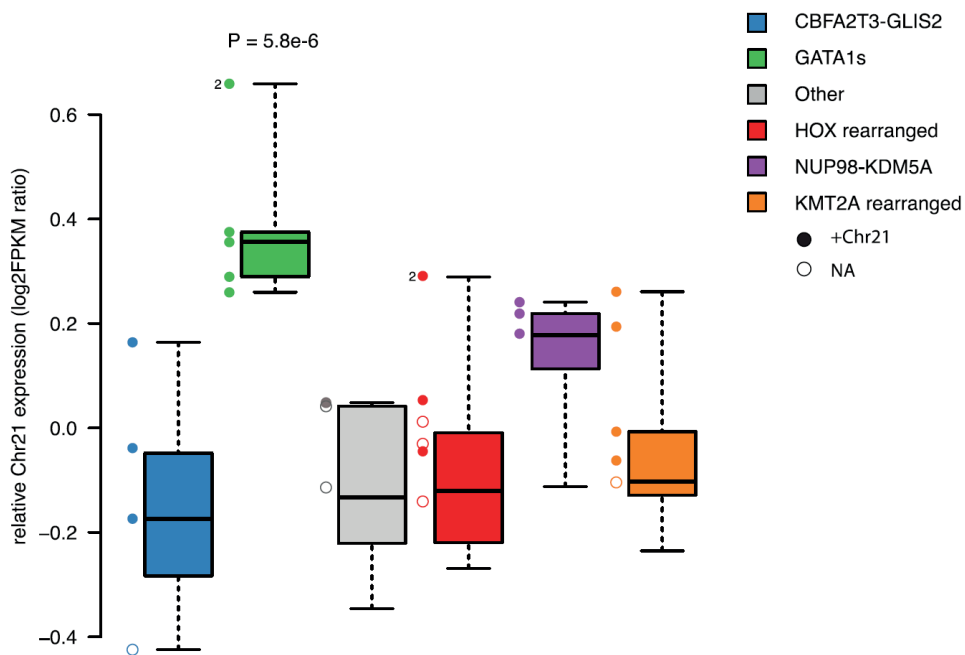 P = 5.8e-6
relative Chr21 expression (log2FPKM ratio)
0.6
0.4
0.2
0.0
−0.2
−0.4
2
2
CBFA2T3-GLIS2
GATA1s
Other
HOX rearranged
NUP98-KDM5A
KMT2A rearranged
+Chr21
NA